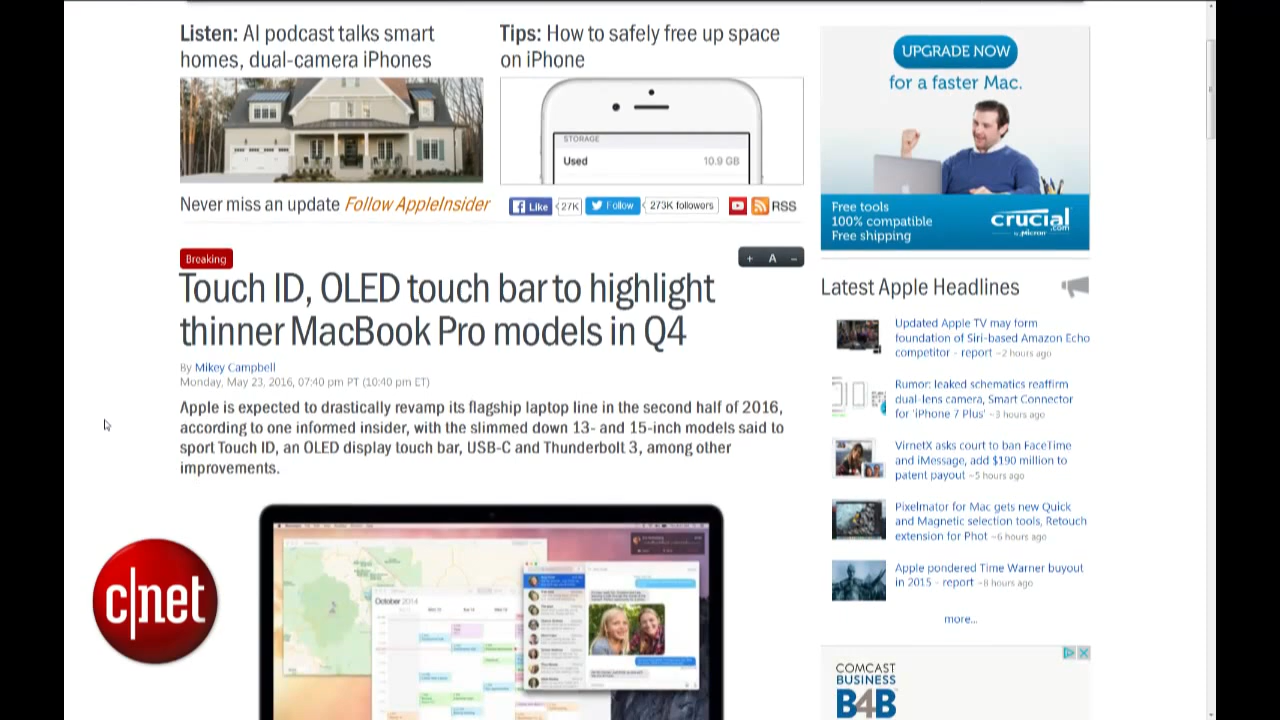 Listen: AI podcast talks smart
homes, dual-camera iPhones
Tips: How to safely free up space
on iPhone
STORAGE
Used 10.9 GB
Never miss an update Follow AppleInsider
Like 27K Follow 273K followers RSS
Breaking
+ A –
Touch ID, OLED touch bar to highlight
thinner MacBook Pro models in Q4
By Mikey Campbell
Monday, May 23, 2016, 07:40 pm PT (10:40 pm ET)
Apple is expected to drastically revamp its flagship laptop line in the second half of 2016,
according to one informed insider, with the slimmed down 13- and 15-inch models said to
sport Touch ID, an OLED display touch bar, USB-C and Thunderbolt 3, among other
improvements.
October 2014
c|net
UPGRADE NOW
for a faster Mac.
Free tools
100% compatible
Free shipping
crucial
.com
by Micron
Latest Apple Headlines
Updated Apple TV may form
foundation of Siri-based Amazon Echo
competitor - report ~2 hours ago
Rumor: leaked schematics reaffirm
dual-lens camera, Smart Connector
for 'iPhone 7 Plus' ~3 hours ago
VirnetX asks court to ban FaceTime
and iMessage, add $190 million to
patent payout ~5 hours ago
Pixelmator for Mac gets new Quick
and Magnetic selection tools, Retouch
extension for Phot ~6 hours ago
Apple pondered Time Warner buyout
in 2015 - report ~8 hours ago
more...
COMCAST
BUSINESS
B4B